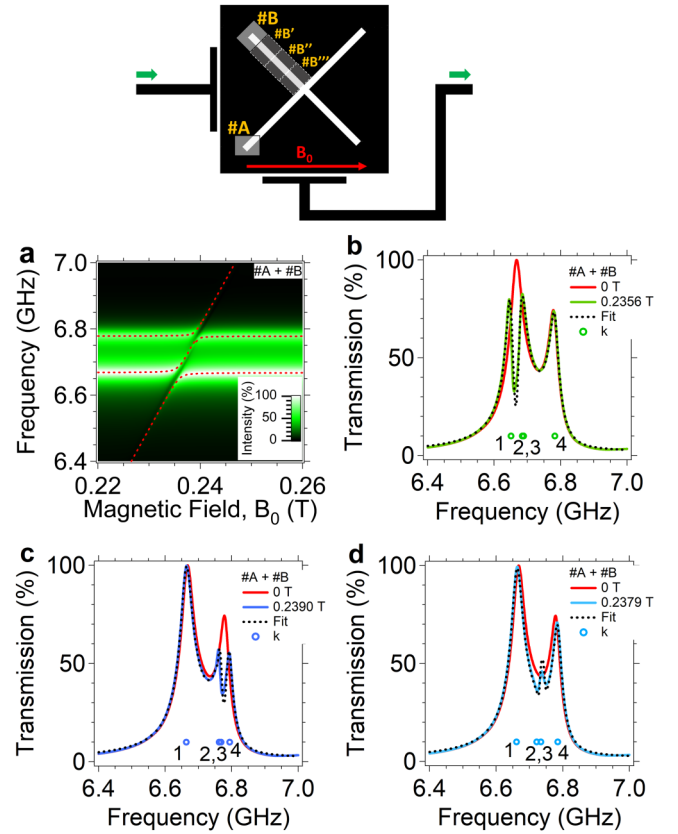 #B
#B'
#B''
#B'''
#A
B0
a
Frequency (GHz)
7.0
6.8
6.6
6.4
#A + #B
Intensity (%)
100
50
0
0.22
0.24
0.26
Magnetic Field, B0 (T)
b
Transmission (%)
100
50
0
#A + #B
0 T
0.2356 T
Fit
k
1
2,3
4
6.4
6.6
6.8
7.0
Frequency (GHz)
c
Transmission (%)
100
50
0
#A + #B
0 T
0.2390 T
Fit
k
1
2,3
4
6.4
6.6
6.8
7.0
Frequency (GHz)
d
Transmission (%)
100
50
0
#A + #B
0 T
0.2379 T
Fit
k
1
2,3
4
6.4
6.6
6.8
7.0
Frequency (GHz)